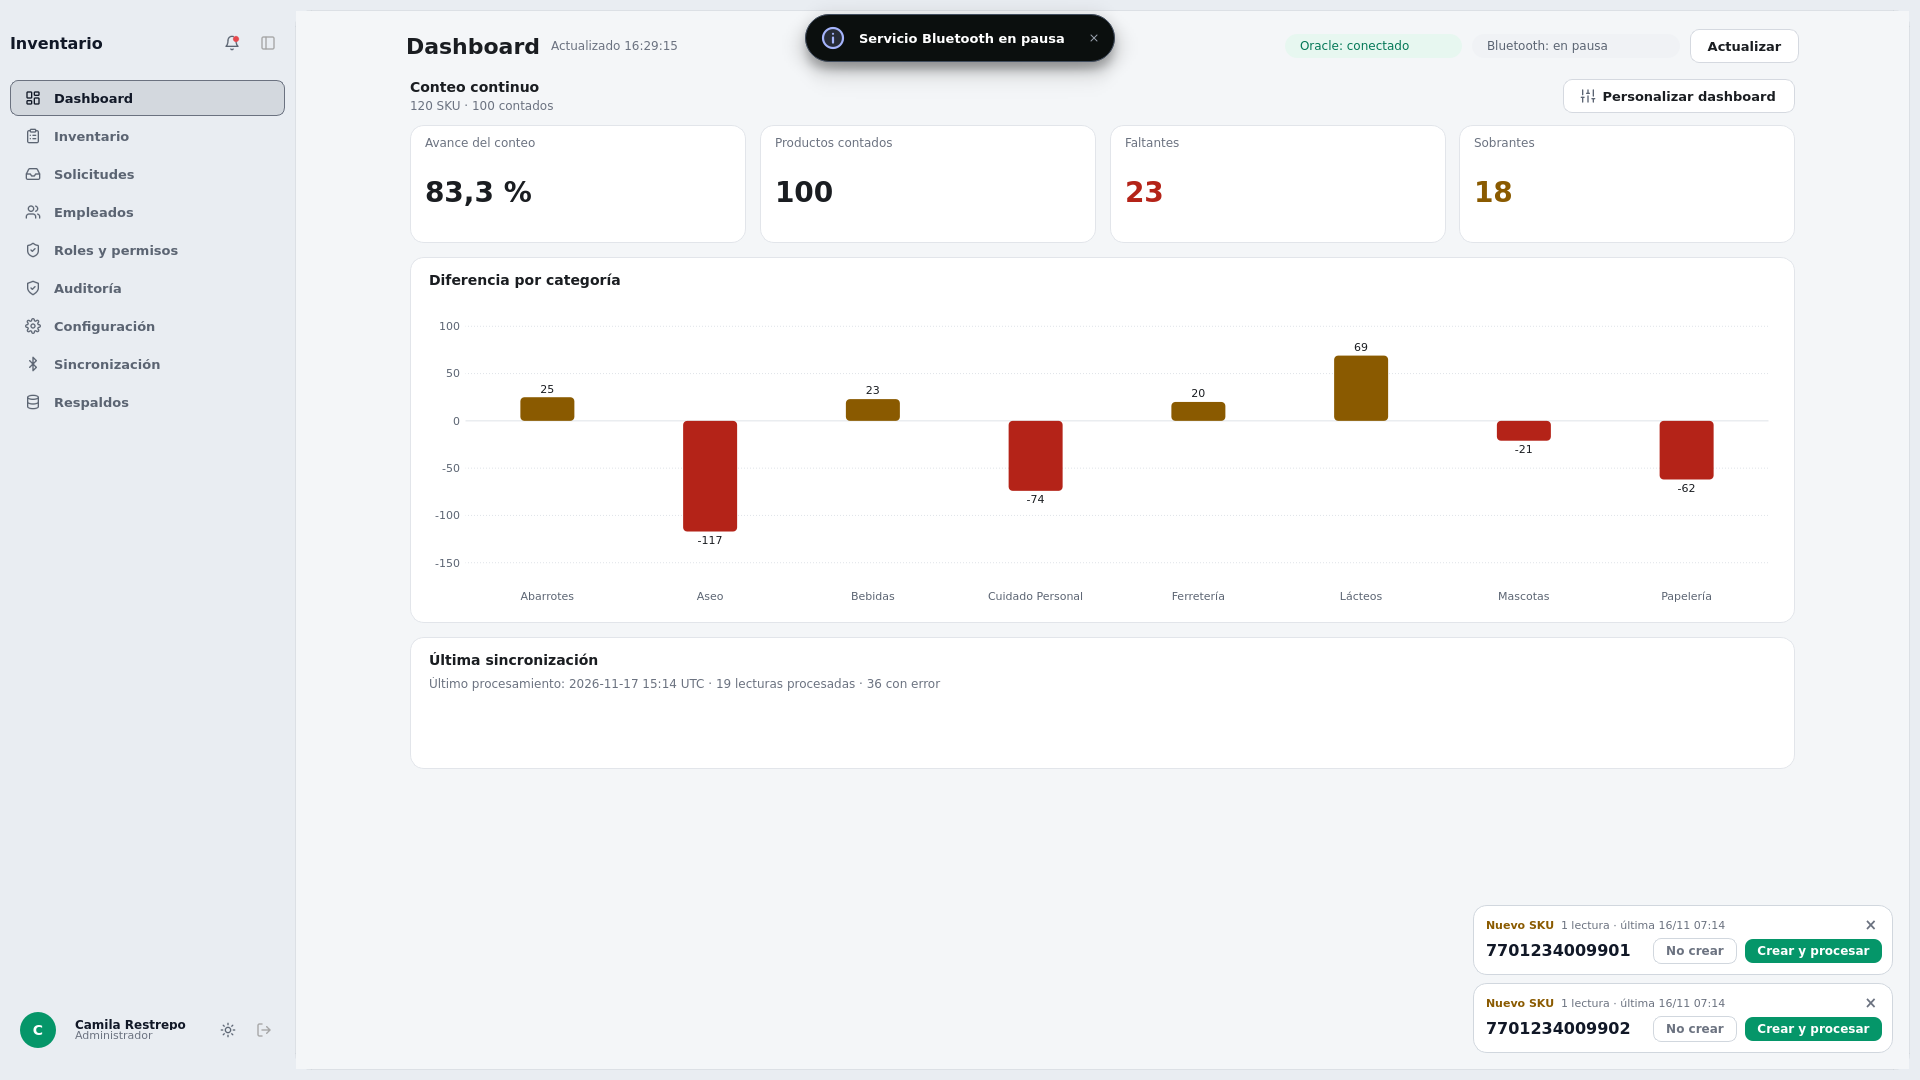 Inventario
Dashboard
Inventario
Solicitudes
Empleados
Roles y permisos
Auditoría
Configuración
Sincronización
Respaldos
C
Camila Restrepo
Administrador
Dashboard Actualizado 16:29:15
Servicio Bluetooth en pausa ×
Oracle: conectado
Bluetooth: en pausa
Actualizar
Conteo continuo
120 SKU · 100 contados
Personalizar dashboard
Avance del conteo
83,3 %
Productos contados
100
Faltantes
23
Sobrantes
18
Diferencia por categoría
100
50
0
-50
-100
-150
25
-117
23
-74
20
69
-21
-62
Abarrotes
Aseo
Bebidas
Cuidado Personal
Ferretería
Lácteos
Mascotas
Papelería
Última sincronización
Último procesamiento: 2026-11-17 15:14 UTC · 19 lecturas procesadas · 36 con error
Nuevo SKU 1 lectura · última 16/11 07:14 ×
7701234009901 No crear Crear y procesar
Nuevo SKU 1 lectura · última 16/11 07:14 ×
7701234009902 No crear Crear y procesar